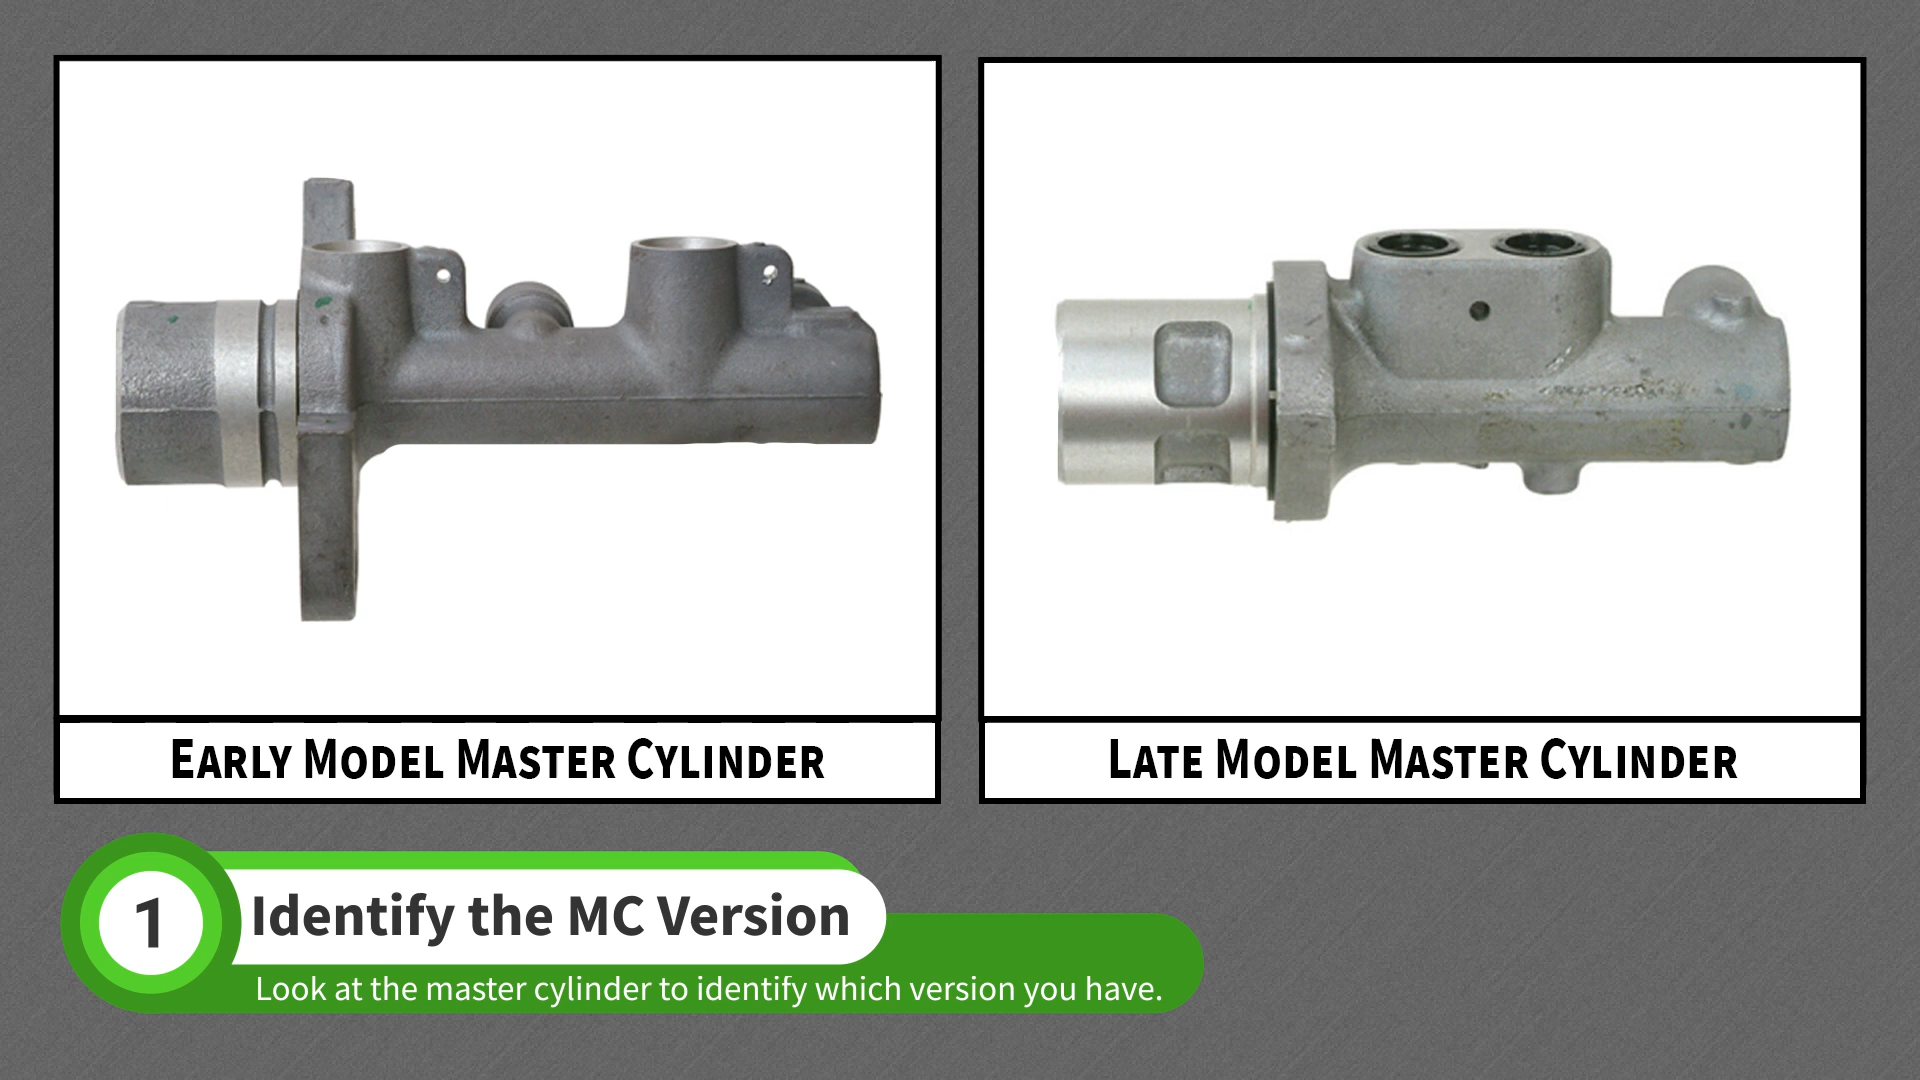 Early Model Master Cylinder
Late Model Master Cylinder
1
Identify the MC Version
Look at the master cylinder to identify which version you have.